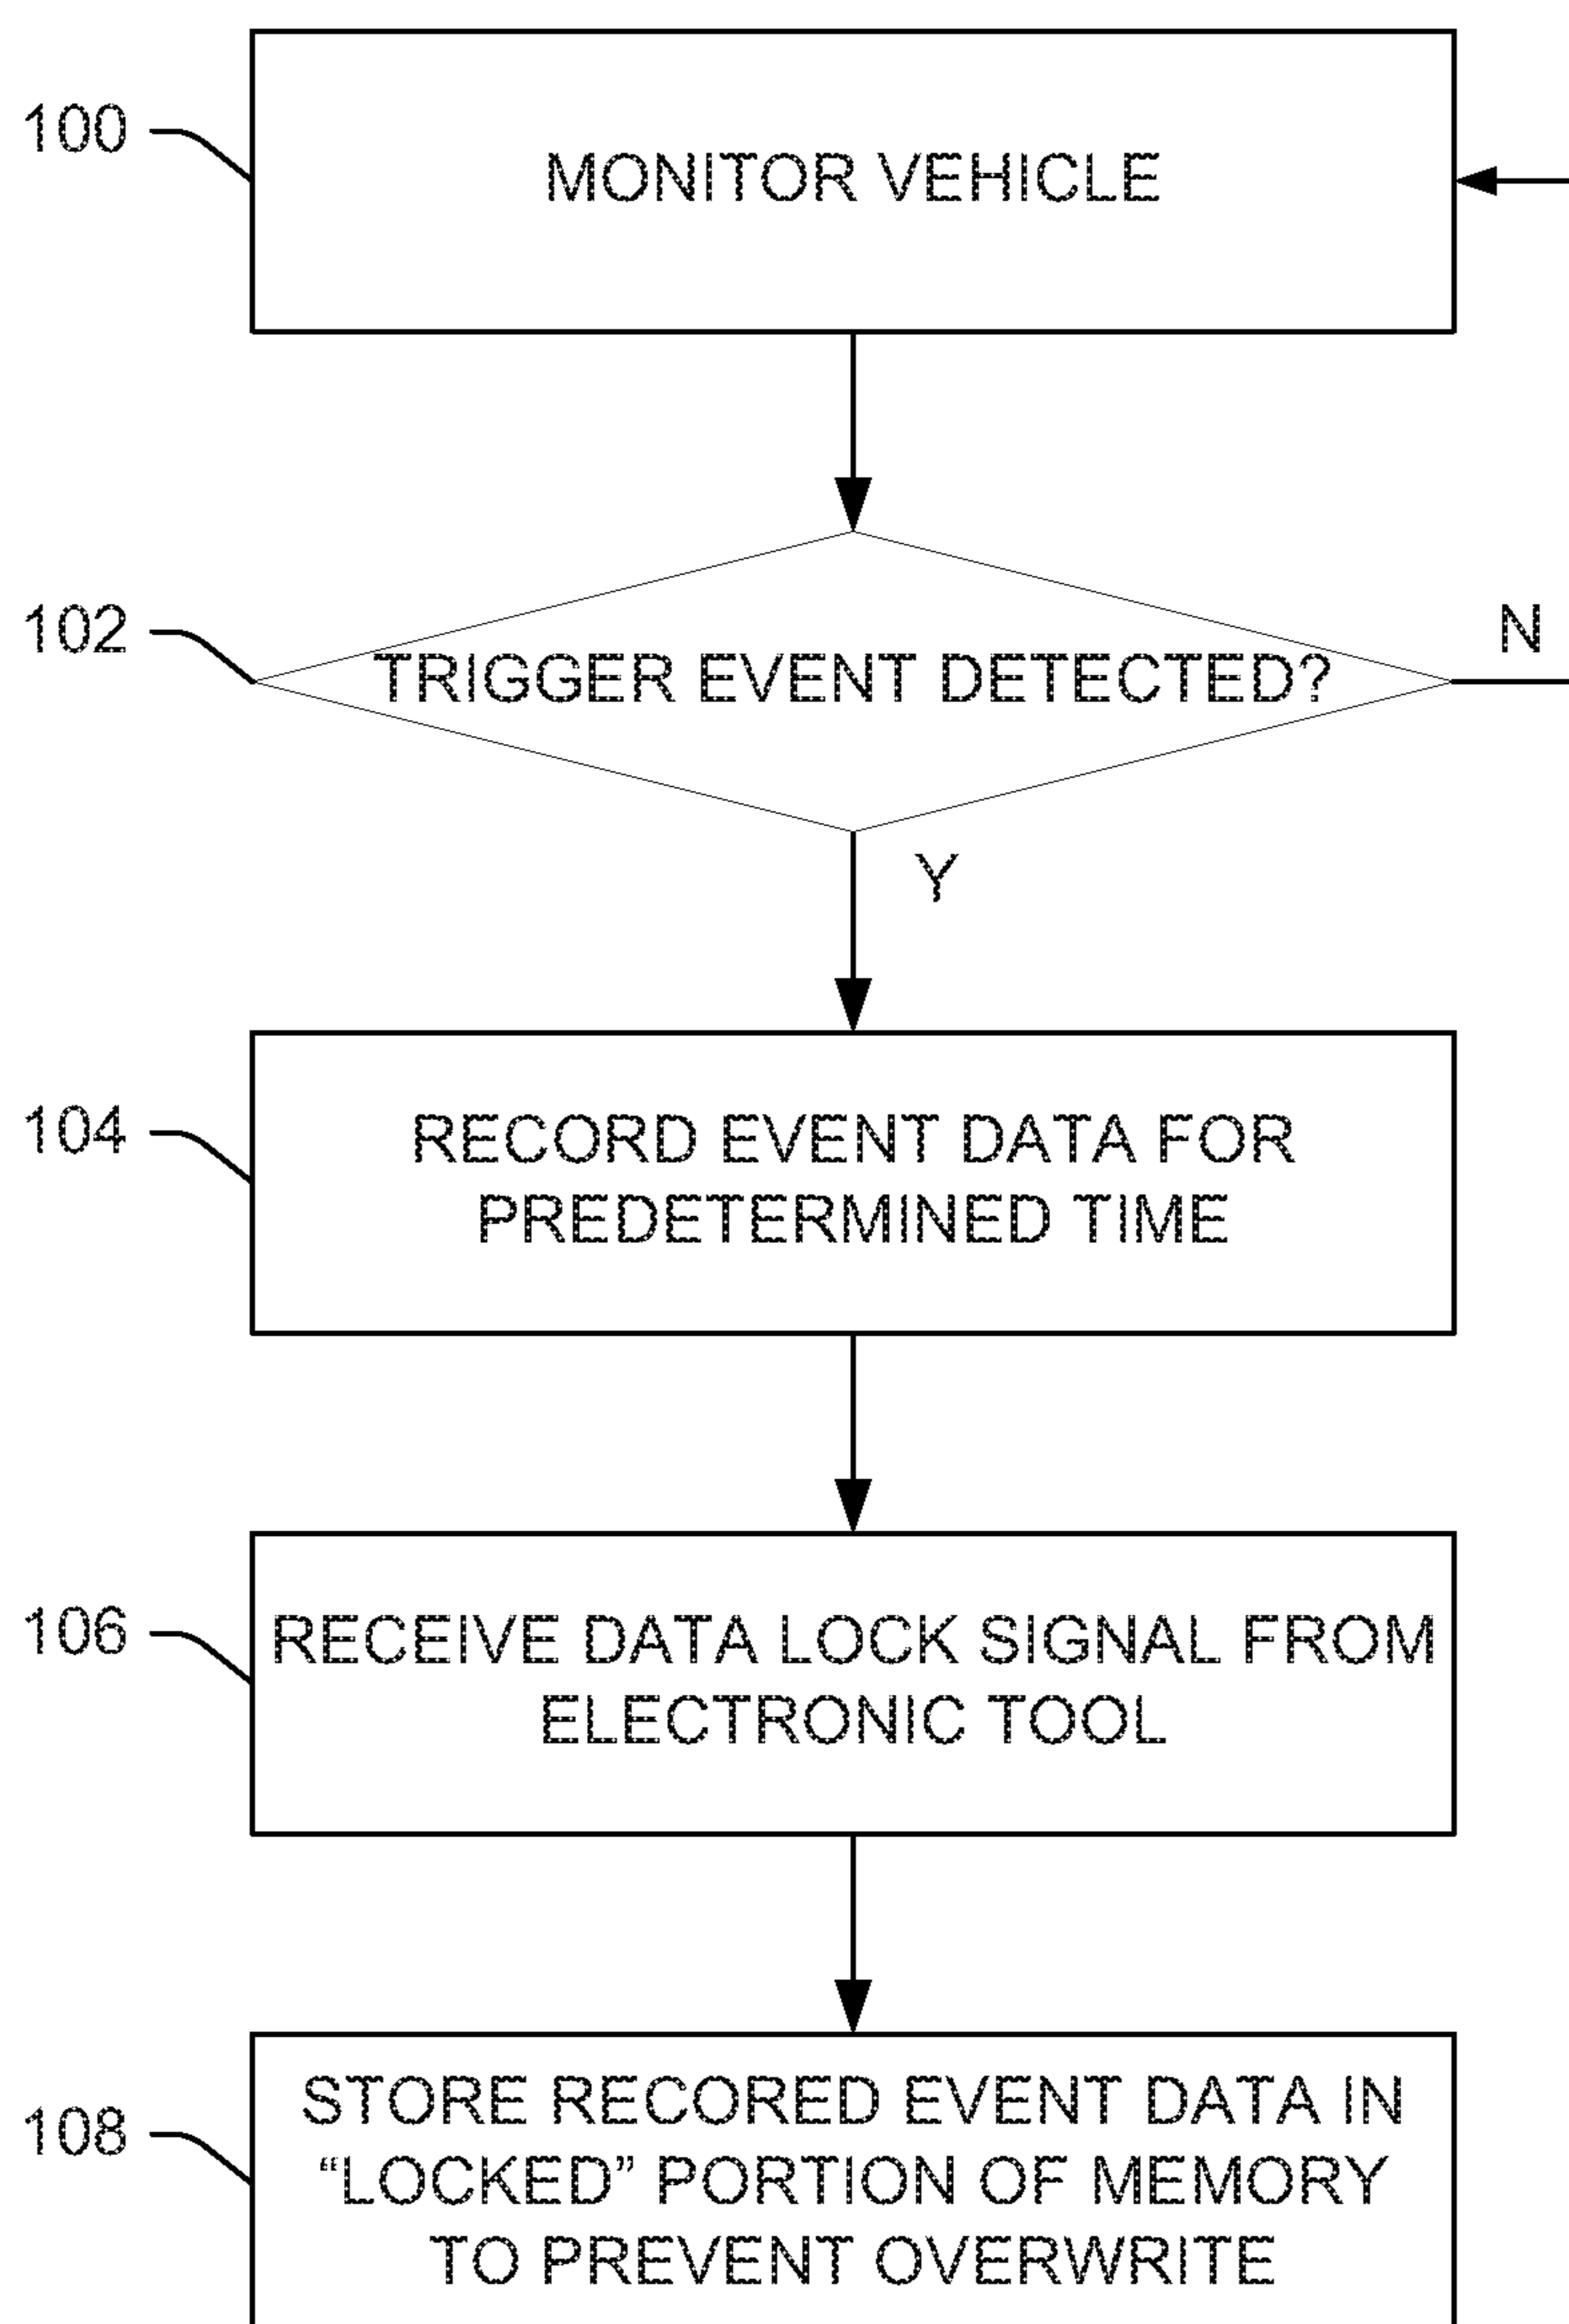 100
MONITOR VEHICLE
102
TRIGGER EVENT DETECTED?
N
Y
104
RECORD EVENT DATA FOR
PREDETERMINED TIME
106
RECEIVE DATA LOCK SIGNAL FROM
ELECTRONIC TOOL
108
STORE RECORED EVENT DATA IN
“LOCKED” PORTION OF MEMORY
TO PREVENT OVERWRITE